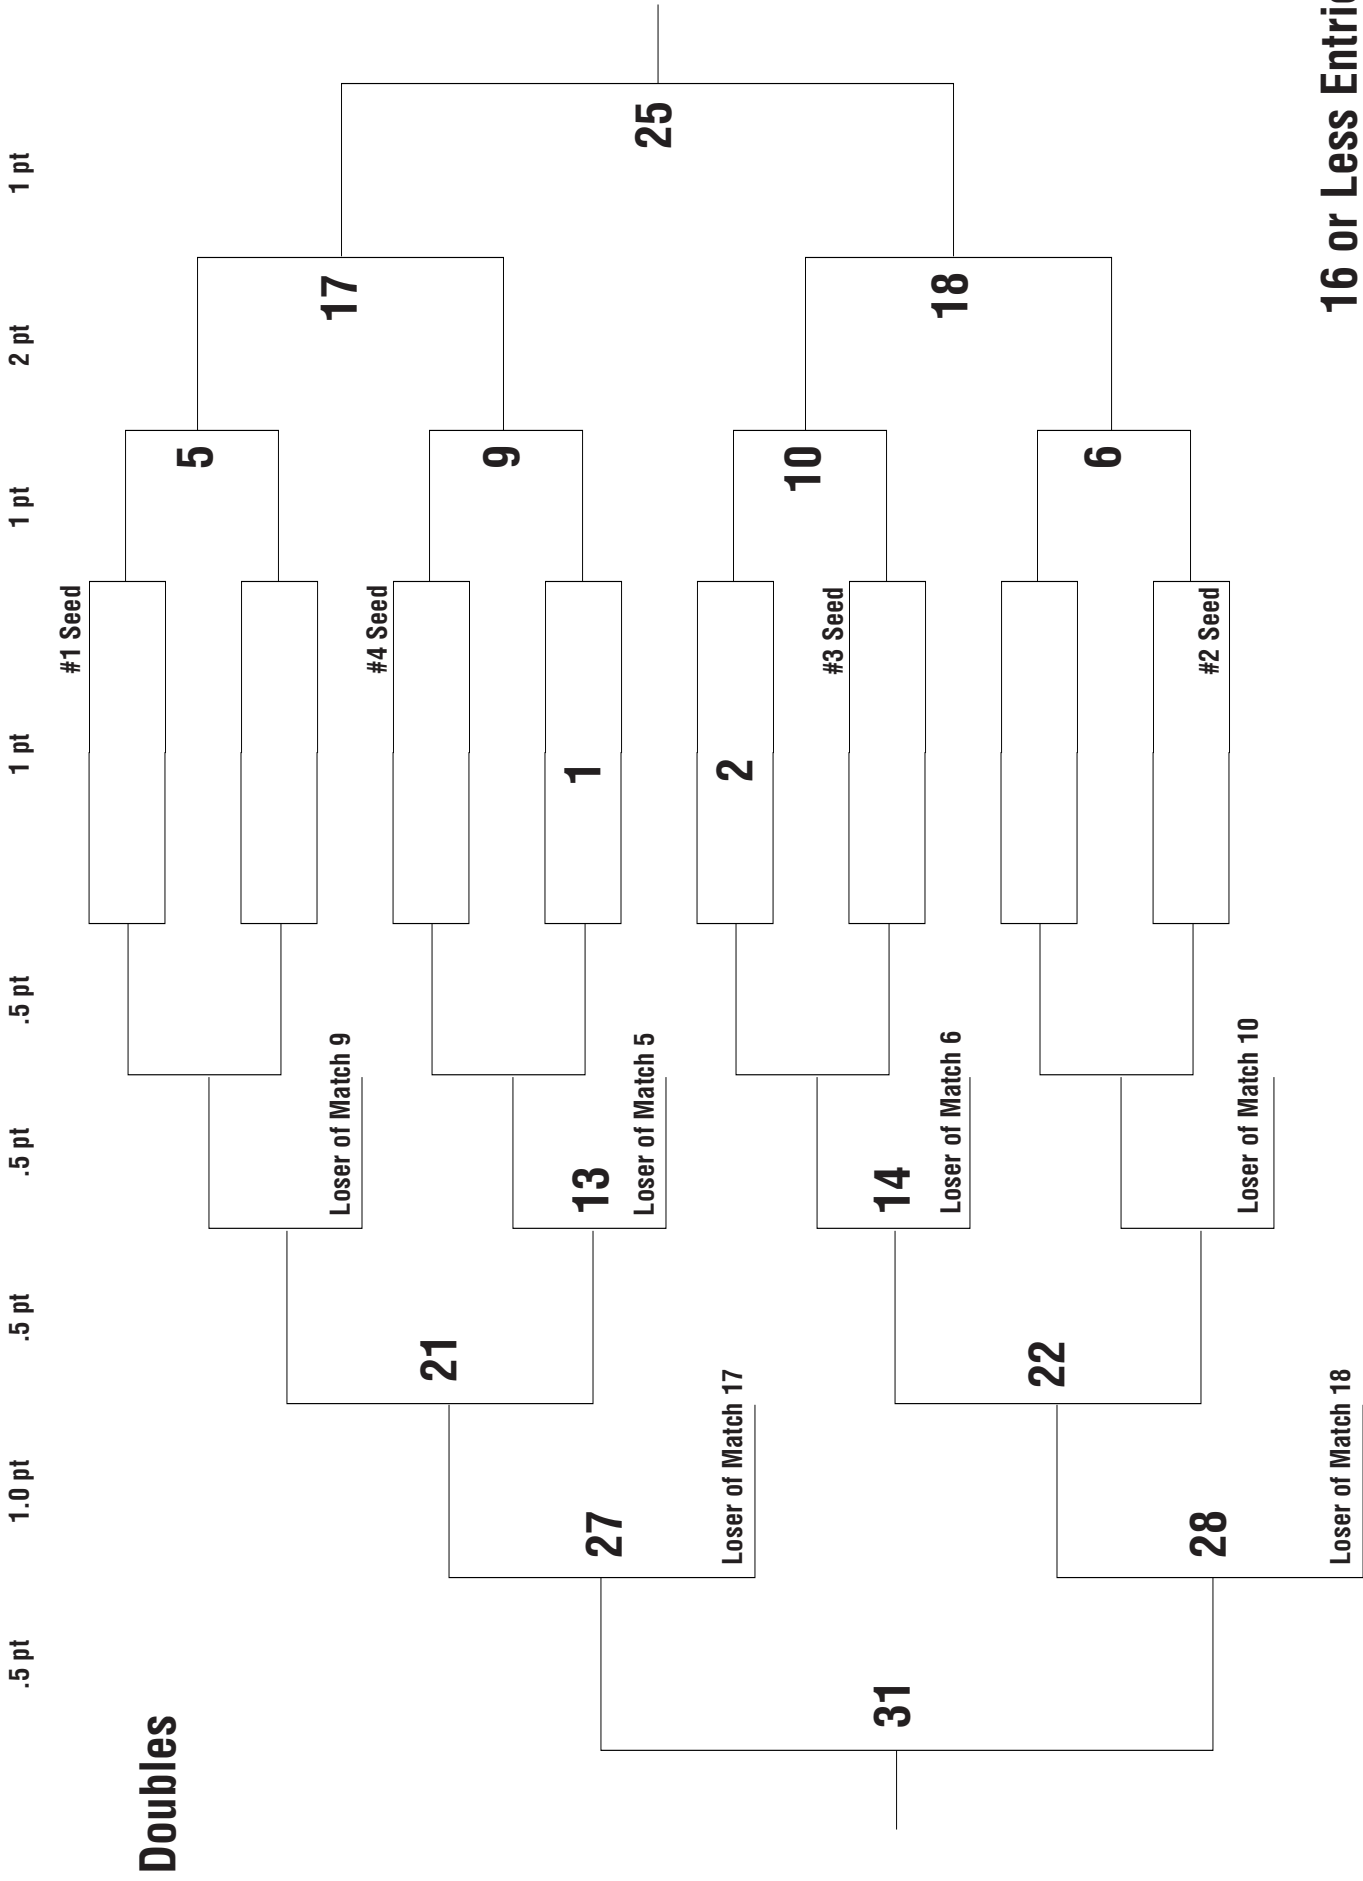 Doubles
.5 pt
1.0 pt
.5 pt
.5 pt
.5 pt
1 pt
1 pt
2 pt
1 pt
#1 Seed
5
Loser of Match 9
17
#4 Seed
21
9
13
Loser of Match 5
1
27
25
Loser of Match 17
2
10
#3 Seed
31
14
Loser of Match 6
18
22
6
#2 Seed
28
Loser of Match 10
Loser of Match 18
16 or Less Entri